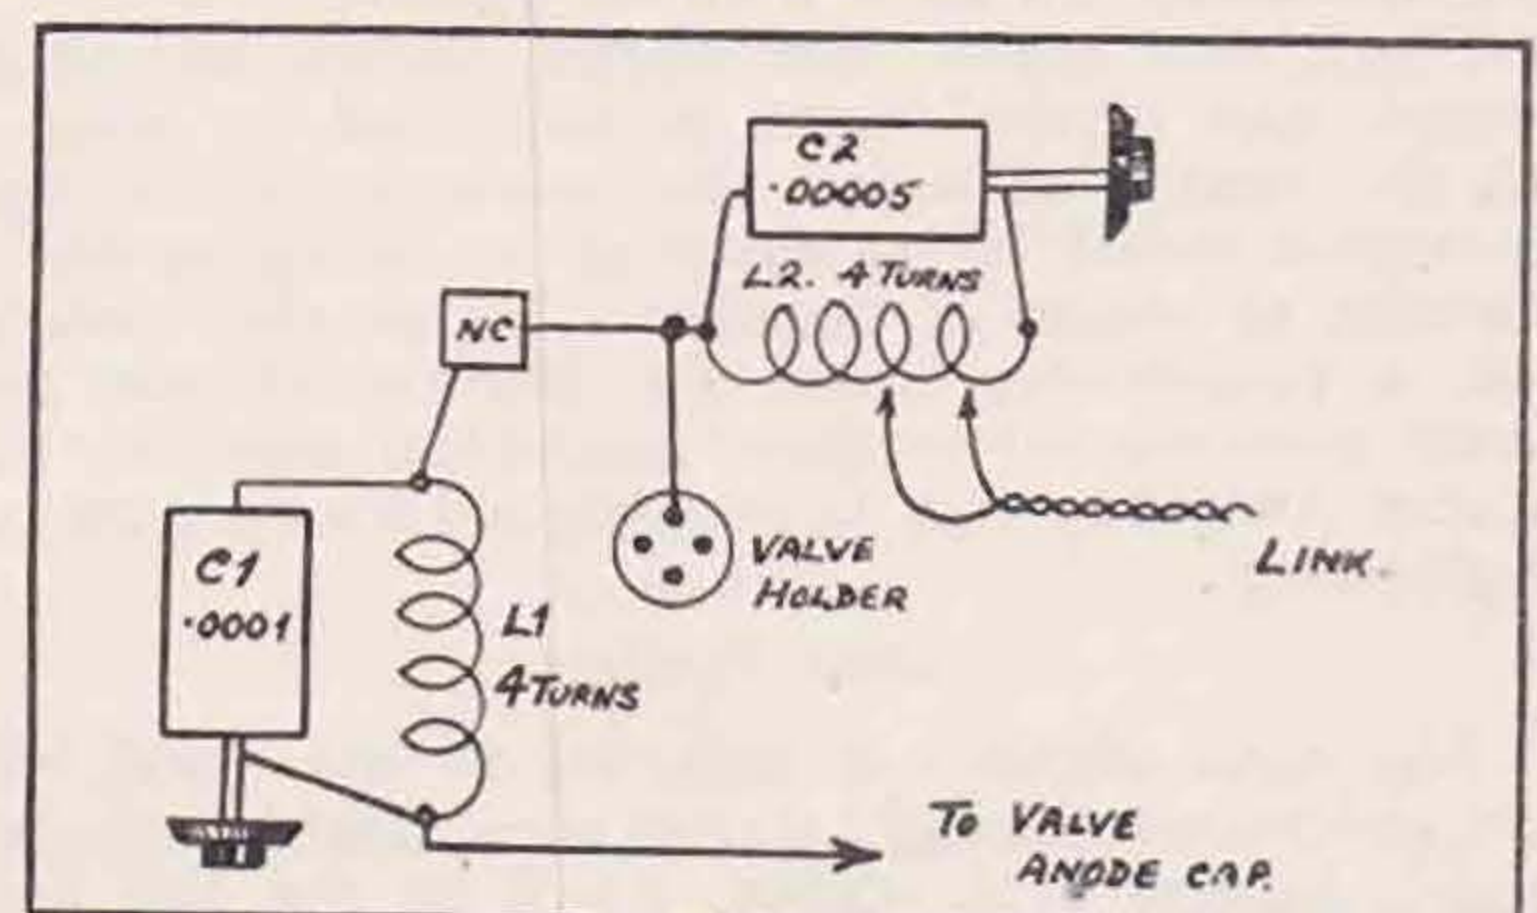 C2
.00005
L2. 4 TURNS
NC
C1
.0001
L1
4 TURNS
VALVE
HOLDER
LINK.
TO VALVE
ANODE CAP.